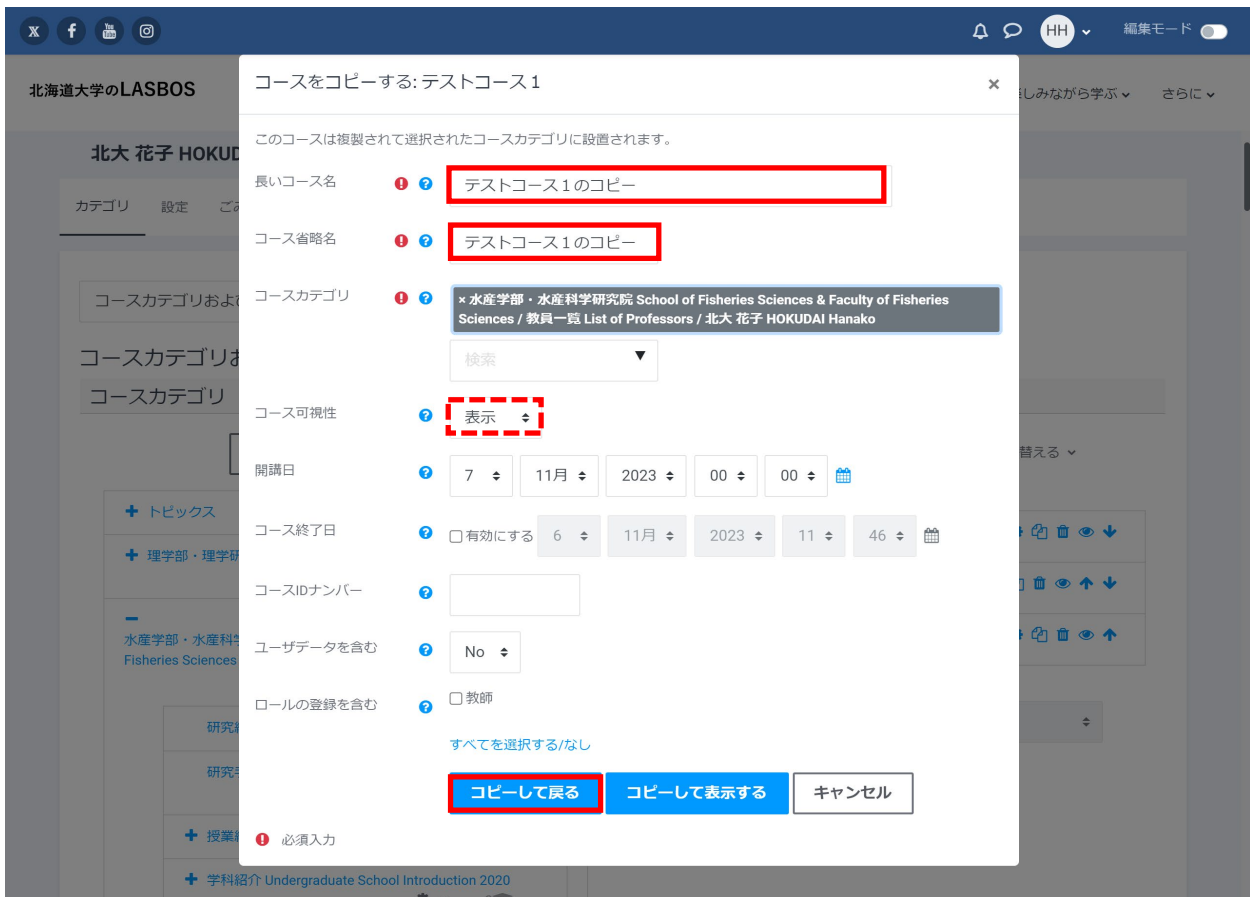 HH
編集モード
北海道大学のLASBOS
しみながら学ぶ
さらに
コースをコピーする: テストコース1
北大 花子 HOKUD
カテゴリ 設定 ご
コースカテゴリおよ
コースカテゴリお
コースカテゴリ
替える
トピックス
理学部・理学研
水産学部・水産科学
Fisheries Sciences
研究
研究
授業
学科紹介 Undergraduate School Introduction 2020
このコースは複製されて選択されたコースカテゴリに設置されます。
長いコース名
テストコース1のコピー
コース省略名
テストコース1のコピー
コースカテゴリ
× 水産学部・水産科学研究院 School of Fisheries Sciences & Faculty of Fisheries
Sciences / 教員一覧 List of Professors / 北大 花子 HOKUDAI Hanako
検索
コース可視性
表示
開講日
7 11月 2023 00 00
コース終了日
有効にする 6 11月 2023 11 46
コースIDナンバー
ユーザデータを含む
No
ロールの登録を含む
教師
すべてを選択する/なし
コピーして戻る コピーして表示する キャンセル
必須入力